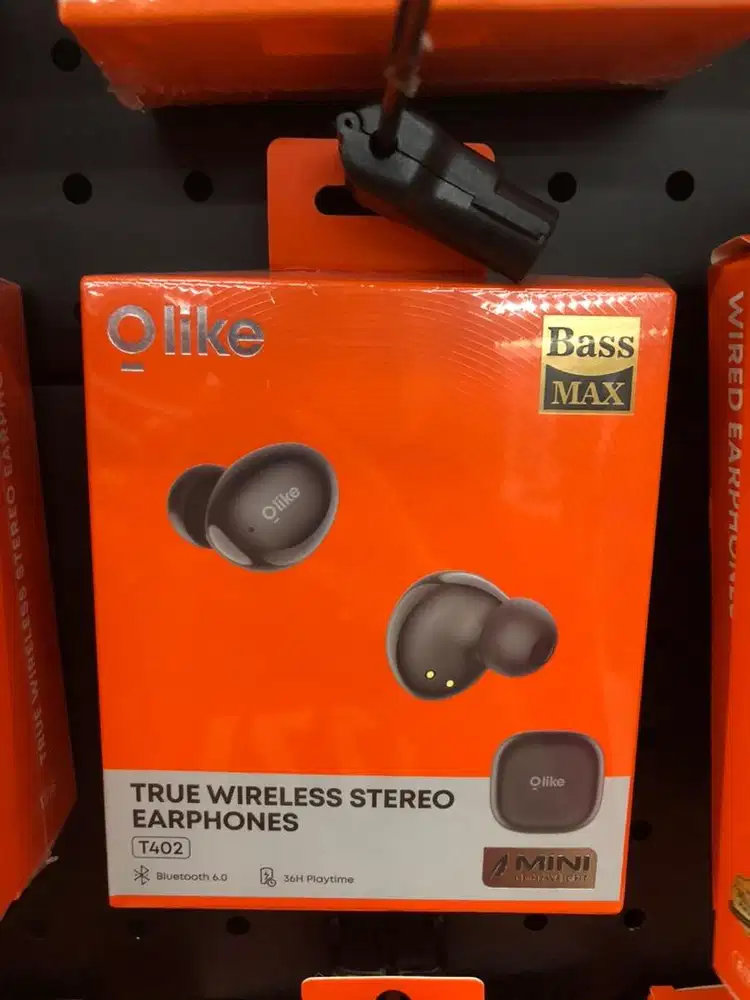 Olike
Bass
MAX
Olike
Olike
TRUE WIRELESS STEREO
EARPHONES
T402
Bluetooth 6.0
36H Playtime
MINI
WIRED EARPHONES
TRUE WIRELESS STEREO